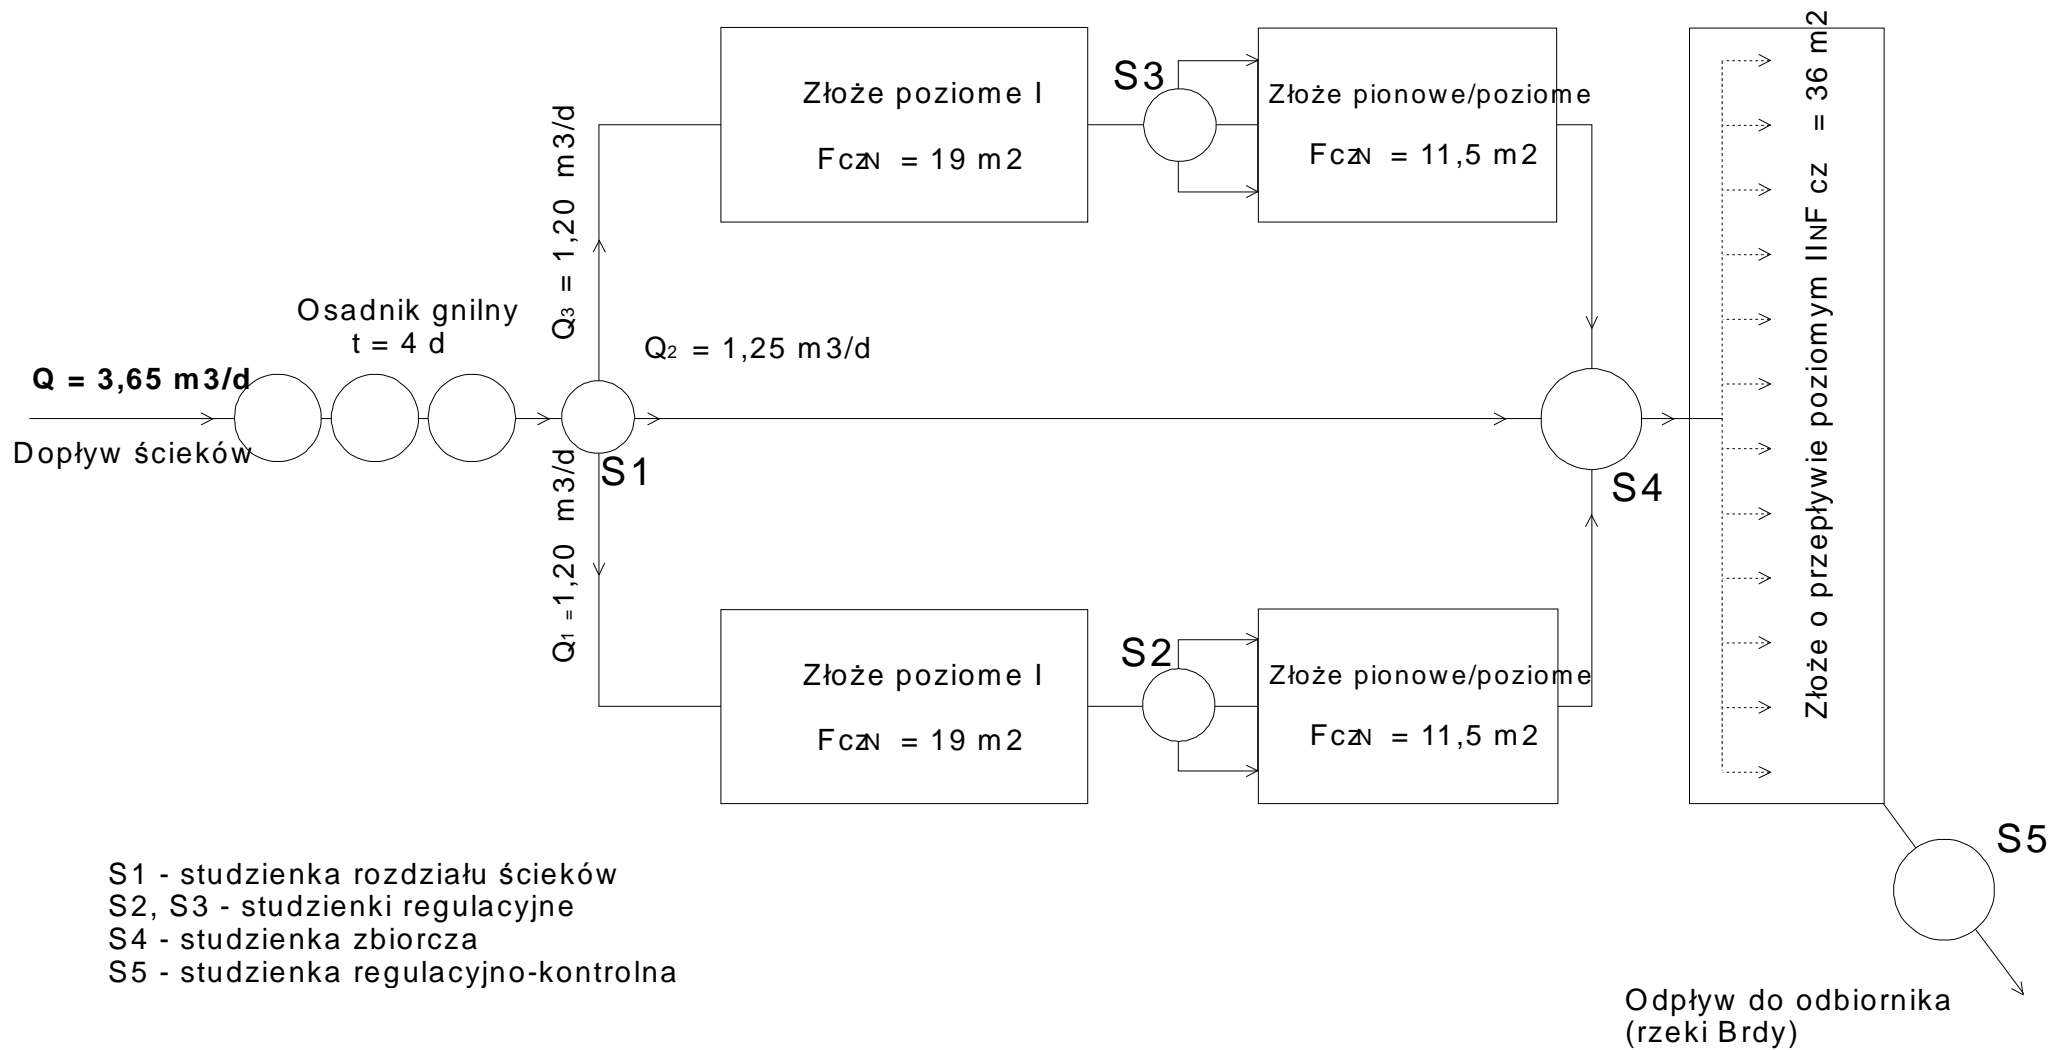 Złoże poziome I
FczN = 19 m2
S3
Złoże pionowe/poziome
FczN = 11,5 m2
Złoże o przepływie poziomym IINF cz = 36 m2
Q3 = 1,20 m3/d
Osadnik gnilny
t = 4 d
Q = 3,65 m3/d
Dopływ ścieków
Q2 = 1,25 m3/d
S1
S4
Q1 = 1,20 m3/d
Złoże poziome I
FczN = 19 m2
S2
Złoże pionowe/poziome
FczN = 11,5 m2
S5
S1 - studzienka rozdziału ścieków
S2, S3 - studzienki regulacyjne
S4 - studzienka zbiorcza
S5 - studzienka regulacyjno-kontrolna
Odpływ do odbiornika
(rzeki Brdy)